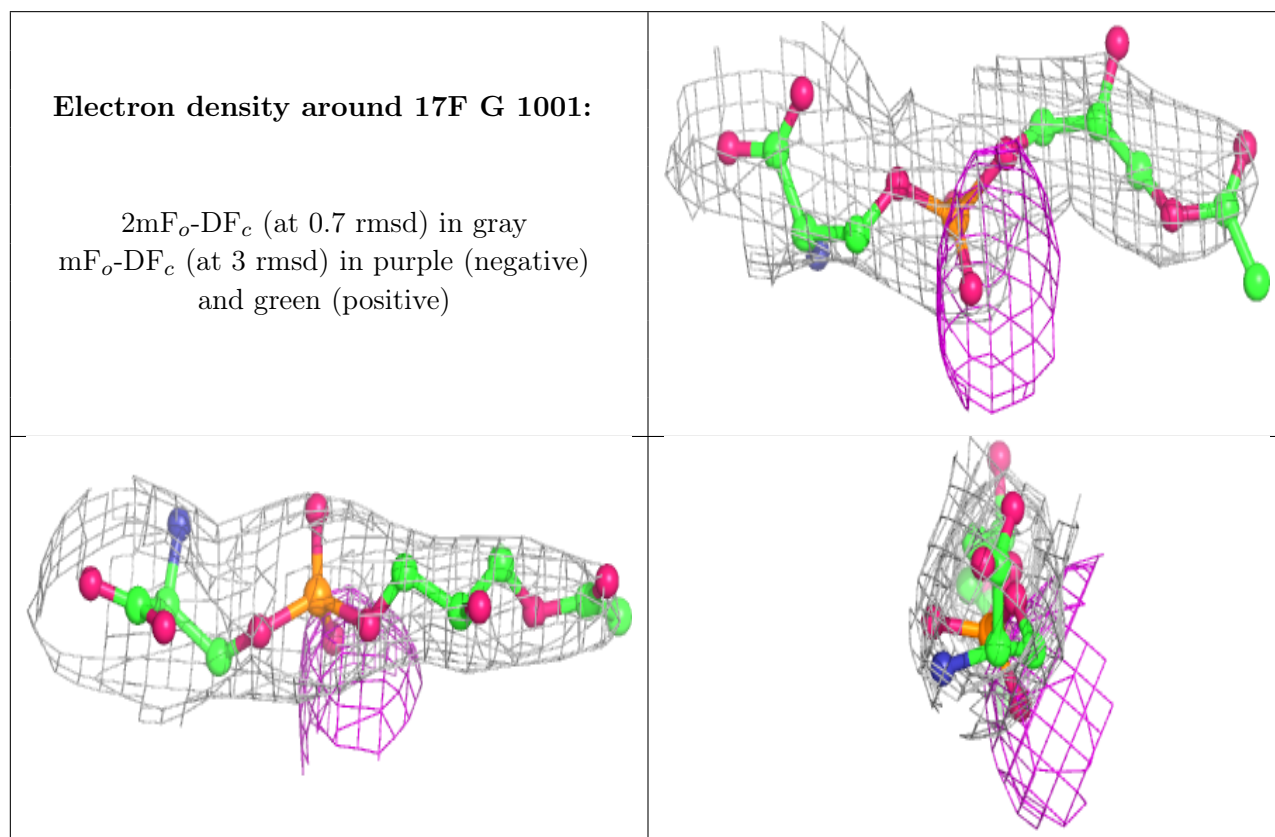 Electron density around 17F G 1001:
2mFo-DFc (at 0.7 rmsd) in gray
mFo-DFc (at 3 rmsd) in purple (negative)
and green (positive)